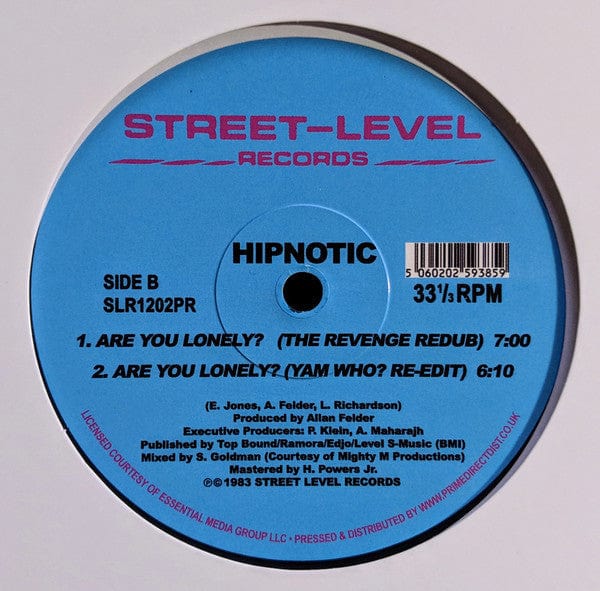 STREET-LEVEL
RECORDS
HIPNOTIC
SIDE B
SLR1202PR
5 060202 593859
33⅓ RPM
1. ARE YOU LONELY? (THE REVENGE REDUB) 7:00
2. ARE YOU LONELY? (YAM WHO? RE-EDIT) 6:10
(E. Jones, A. Felder, L. Richardson)
Produced by Allan Felder
Executive Producers: P. Klein, A. Maharajh
Published by Top Bound/Ramora/Edjo/Level S-Music (BMI)
Mixed by S. Goldman (Courtesy of Mighty M Productions)
Mastered by H. Powers Jr.
℗© 1983 STREET LEVEL RECORDS
LICENSED COURTESY OF ESSENTIAL MEDIA GROUP LLC • PRESSED & DISTRIBUTED BY WWW.PRIMEDIRECTDIST.CO.UK